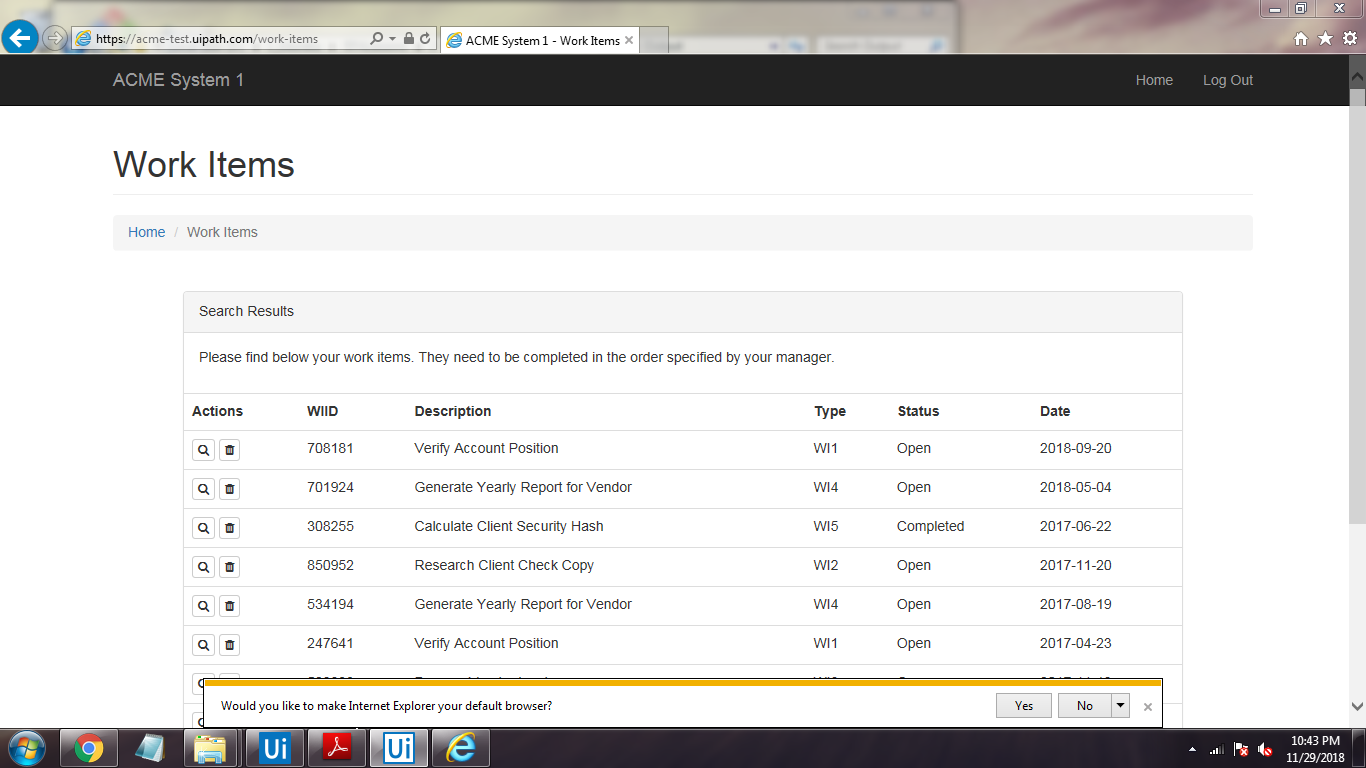 https://acme-test.uipath.com/work-items
ACME System 1 - Work Items
ACME System 1
Home
Log Out
Work Items
Home / Work Items
Search Results
Please find below your work items. They need to be completed in the order specified by your manager.
Actions WIID Description Type Status Date
708181 Verify Account Position WI1 Open 2018-09-20
701924 Generate Yearly Report for Vendor WI4 Open 2018-05-04
308255 Calculate Client Security Hash WI5 Completed 2017-06-22
850952 Research Client Check Copy WI2 Open 2017-11-20
534194 Generate Yearly Report for Vendor WI4 Open 2017-08-19
247641 Verify Account Position WI1 Open 2017-04-23
Would you like to make Internet Explorer your default browser?
Yes
No
Ui
Ui
10:43 PM
11/29/2018